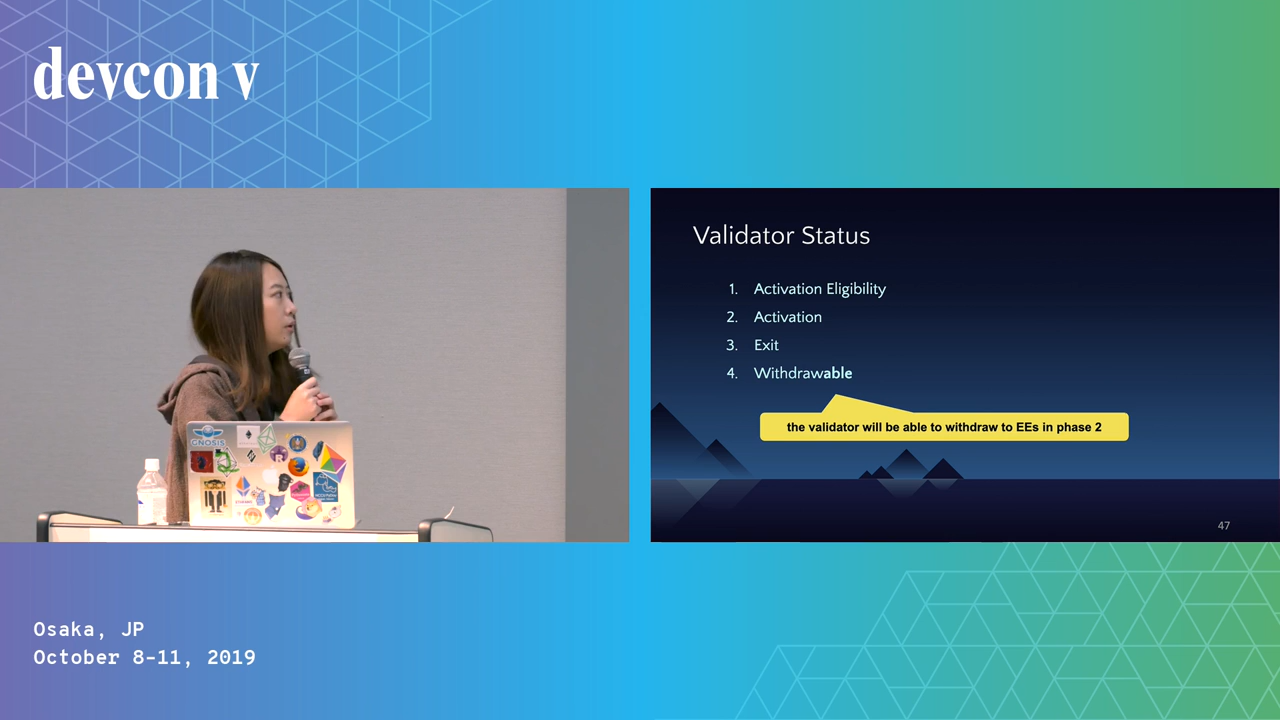 devcon v
Validator Status
1. Activation Eligibility
2. Activation
3. Exit
4. Withdrawable
the validator will be able to withdraw to EEs in phase 2
47
GNOSIS
Osaka, JP
October 8-11, 2019